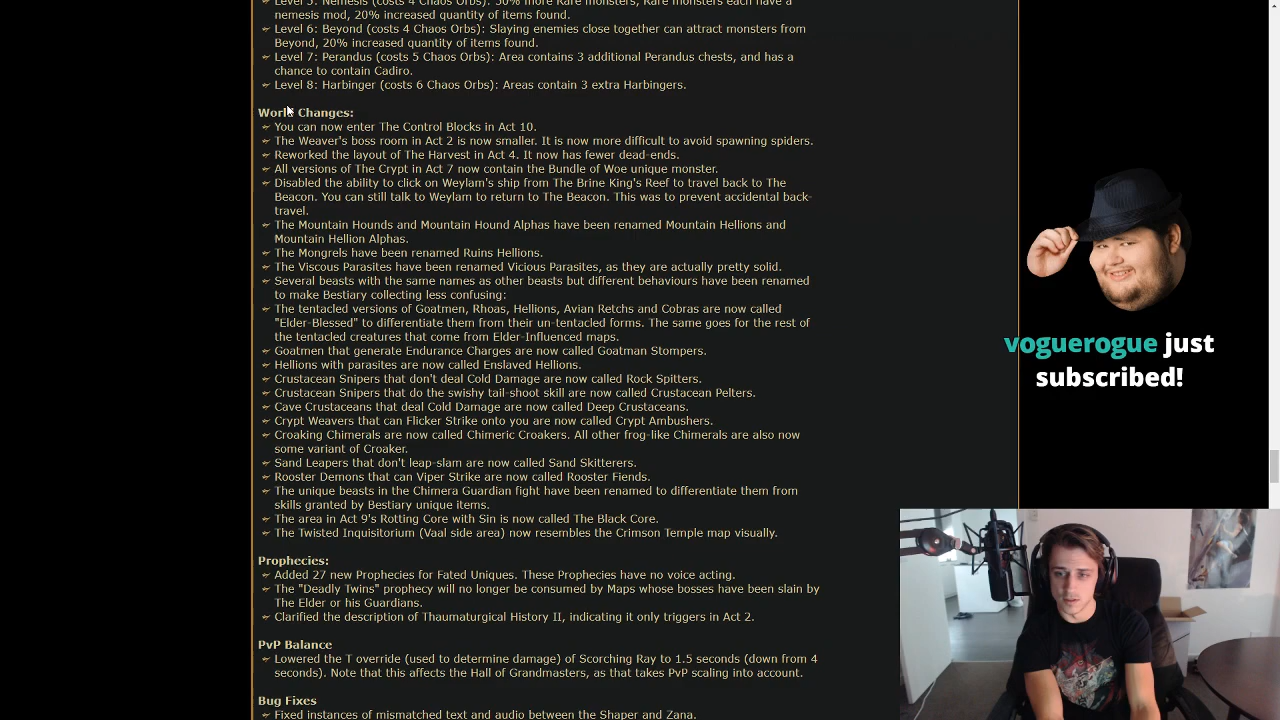 Level 5: Nemesis (costs 4 Chaos Orbs): 50% more Rare monsters, Rare monsters each have a
nemesis mod, 20% increased quantity of items found.
Level 6: Beyond (costs 4 Chaos Orbs): Slaying enemies close together can attract monsters from
Beyond, 20% increased quantity of items found.
Level 7: Perandus (costs 5 Chaos Orbs): Area contains 3 additional Perandus chests, and has a
chance to contain Cadiro.
Level 8: Harbinger (costs 6 Chaos Orbs): Areas contain 3 extra Harbingers.
World Changes:
You can now enter The Control Blocks in Act 10.
The Weaver's boss room in Act 2 is now smaller. It is now more difficult to avoid spawning spiders.
Reworked the layout of The Harvest in Act 4. It now has fewer dead-ends.
All versions of The Crypt in Act 7 now contain the Bundle of Woe unique monster.
Disabled the ability to click on Weylam's ship from The Brine King's Reef to travel back to The
Beacon. You can still talk to Weylam to return to The Beacon. This was to prevent accidental back-
travel.
The Mountain Hounds and Mountain Hound Alphas have been renamed Mountain Hellions and
Mountain Hellion Alphas.
The Mongrels have been renamed Ruins Hellions.
The Viscous Parasites have been renamed Vicious Parasites, as they are actually pretty solid.
Several beasts with the same names as other beasts but different behaviours have been renamed
to make Bestiary collecting less confusing:
The tentacled versions of Goatmen, Rhoas, Hellions, Avian Retchs and Cobras are now called
"Elder-Blessed" to differentiate them from their un-tentacled forms. The same goes for the rest of
the tentacled creatures that come from Elder-Influenced maps.
Goatmen that generate Endurance Charges are now called Goatman Stompers.
Hellions with parasites are now called Enslaved Hellions.
Crustacean Snipers that don't deal Cold Damage are now called Rock Spitters.
Crustacean Snipers that do the swishy tail-shoot skill are now called Crustacean Pelters.
Cave Crustaceans that deal Cold Damage are now called Deep Crustaceans.
Crypt Weavers that can Flicker Strike onto you are now called Crypt Ambushers.
Croaking Chimerals are now called Chimeric Croakers. All other frog-like Chimerals are also now
some variant of Croaker.
Sand Leapers that don't leap-slam are now called Sand Skitterers.
Rooster Demons that can Viper Strike are now called Rooster Fiends.
The unique beasts in the Chimera Guardian fight have been renamed to differentiate them from
skills granted by Bestiary unique items.
The area in Act 9's Rotting Core with Sin is now called The Black Core.
The Twisted Inquisitorium (Vaal side area) now resembles the Crimson Temple map visually.
Prophecies:
Added 27 new Prophecies for Fated Uniques. These Prophecies have no voice acting.
The "Deadly Twins" prophecy will no longer be consumed by Maps whose bosses have been slain by
The Elder or his Guardians.
Clarified the description of Thaumaturgical History II, indicating it only triggers in Act 2.
PvP Balance
Lowered the T override (used to determine damage) of Scorching Ray to 1.5 seconds (down from 4
seconds). Note that this affects the Hall of Grandmasters, as that takes PvP scaling into account.
Bug Fixes
Fixed instances of mismatched text and audio between the Shaper and Zana.
voguerogue just
subscribed!